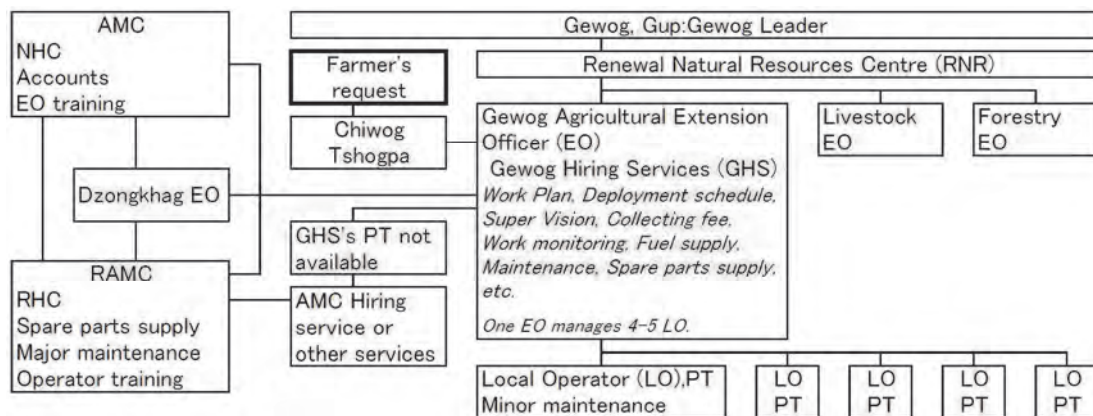 AMC
NHC
Accounts
EO training
Dzongkhag EO
RAMC
RHC
Spare parts supply
Major maintenance
Operator training
Gewog, Gup:Gewog Leader
Farmer's
request
Chiwog
Tshogpa
GHS's PT not
available
AMC Hiring
service or
other services
Renewal Natural Resources Centre (RNR)
Gewog Agricultural Extension
Officer (EO)
Gewog Hiring Services (GHS)
Work Plan, Deployment schedule,
Super Vision, Collecting fee,
Work monitoring, Fuel supply,
Maintenance, Spare parts supply,
etc.
One EO manages 4-5 LO.
Livestock
EO
Forestry
EO
Local Operator (LO),PT
Minor maintenance
LO
PT
LO
PT
LO
PT
LO
PT